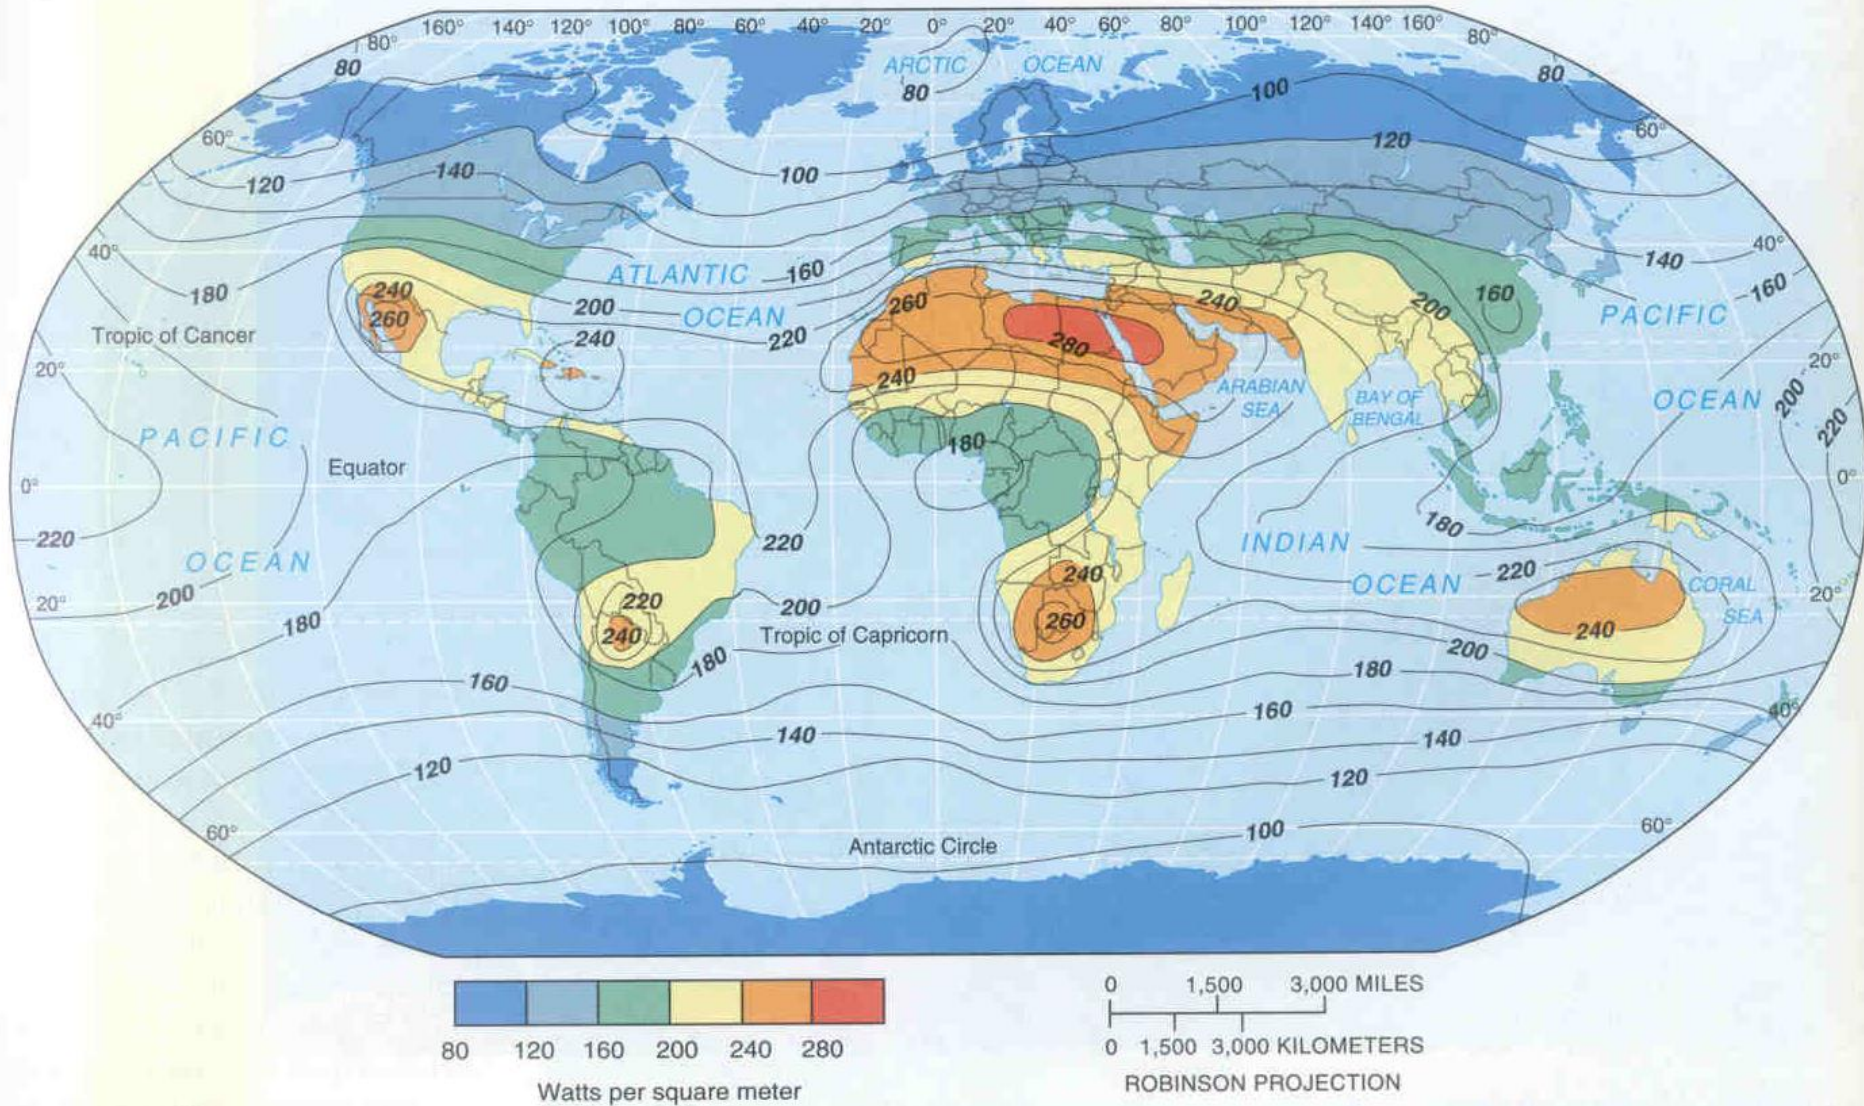 160° 140° 120° 100° 80° 60° 40° 20° 0° 20° 40° 60° 80° 100° 120° 140° 160°
80° 80°
ARCTIC OCEAN
80 80 80
100
60° 60°
120
120 140 100
40° 40°
ATLANTIC 160 140
180 240 200 260 240 200 160 160
OCEAN PACIFIC
Tropic of Cancer 260 240 220 280
20° 240 20°
ARABIAN
SEA
BAY OF
BENGAL
OCEAN 200
220
PACIFIC 180
Equator
0° 0°
220 220 INDIAN 180
OCEAN 240 OCEAN 220 CORAL
SEA
200 220 200
20° 20°
180 240 Tropic of Capricorn 260 240
180 200
160 180
40° 160 40°
140 140
120 120
60° 60°
Antarctic Circle 100
80 120 160 200 240 280
Watts per square meter
0 1,500 3,000 MILES
0 1,500 3,000 KILOMETERS
ROBINSON PROJECTION